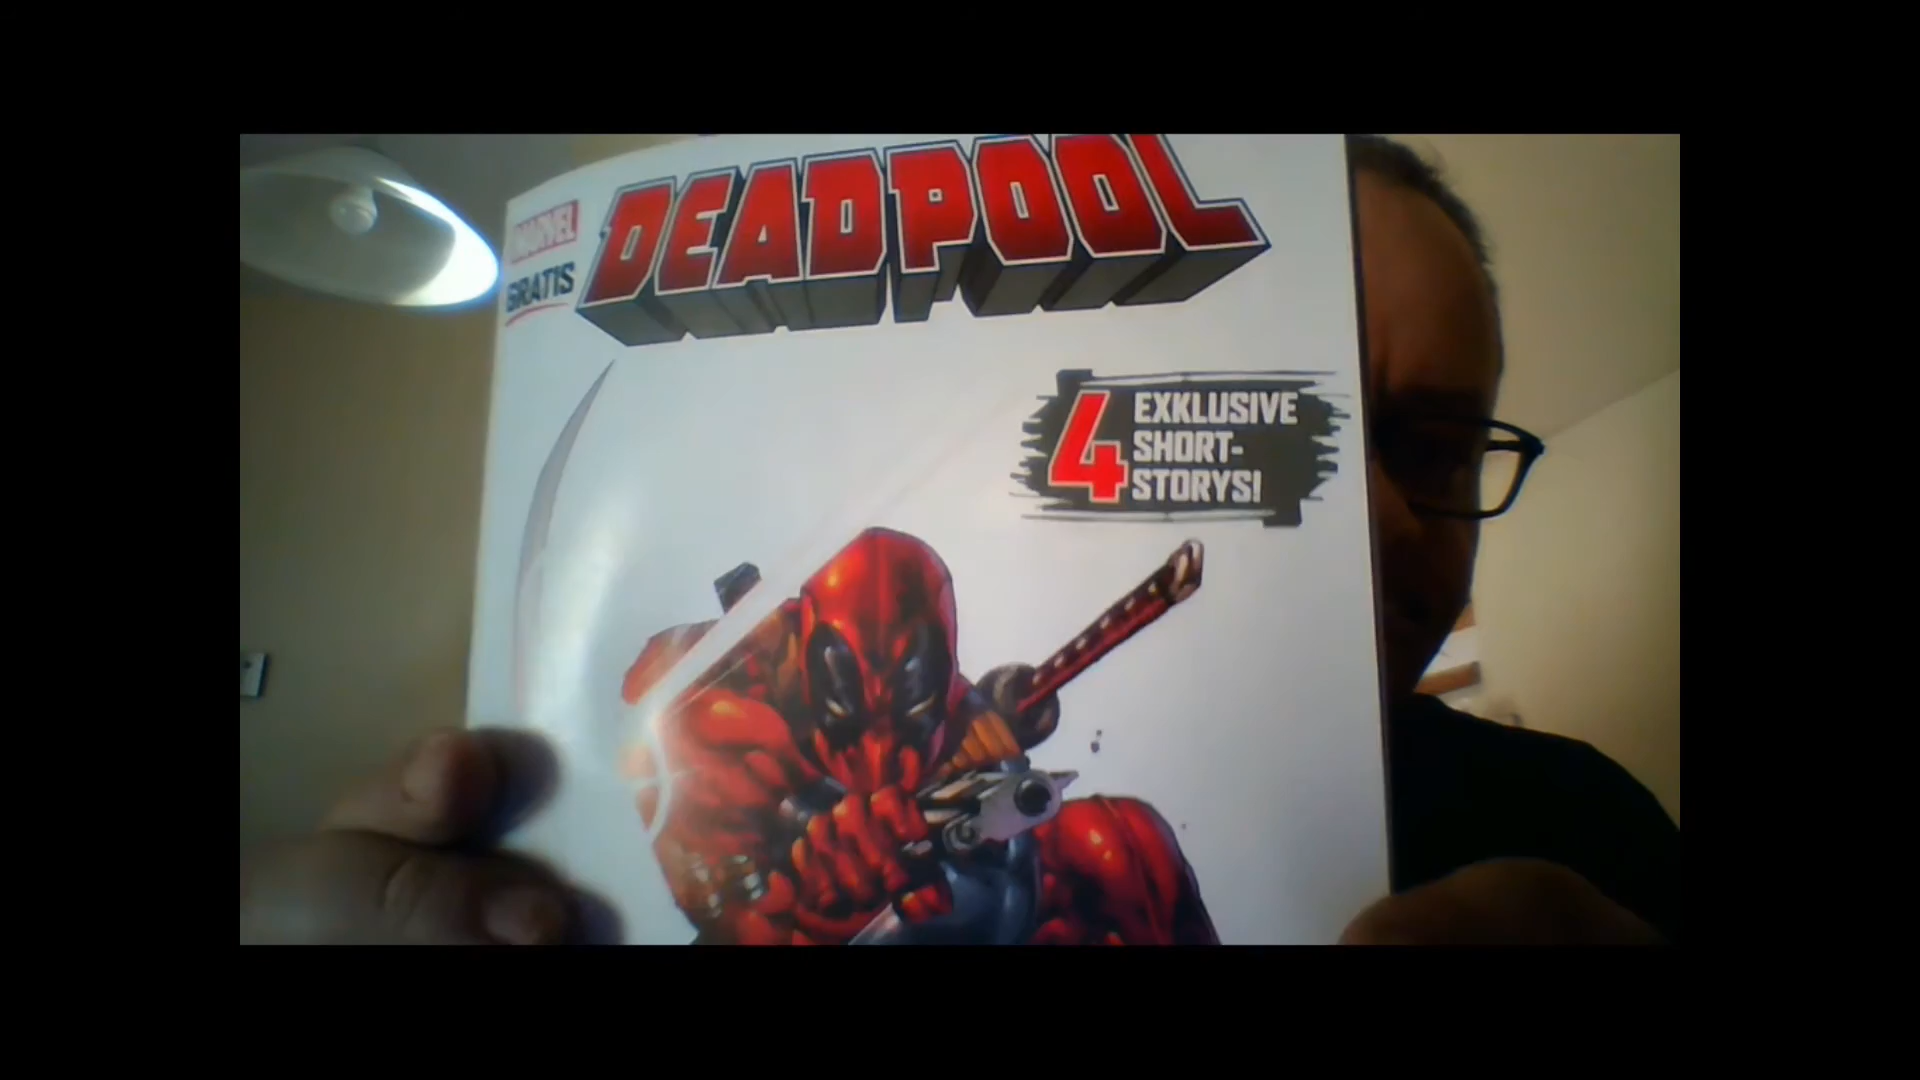 DEADPOOL
MARVEL
GRATIS
4 EXKLUSIVE
SHORT-
STORYS!